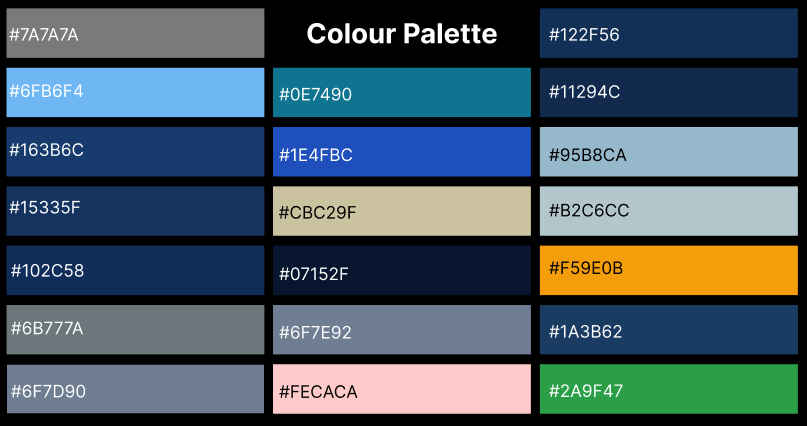 Colour Palette
#7A7A7A
#6FB6F4
#163B6C
#15335F
#102C58
#6B777A
#6F7D90
#0E7490
#1E4FBC
#CBC29F
#07152F
#6F7E92
#FECACA
#122F56
#11294C
#95B8CA
#B2C6CC
#F59E0B
#1A3B62
#2A9F47